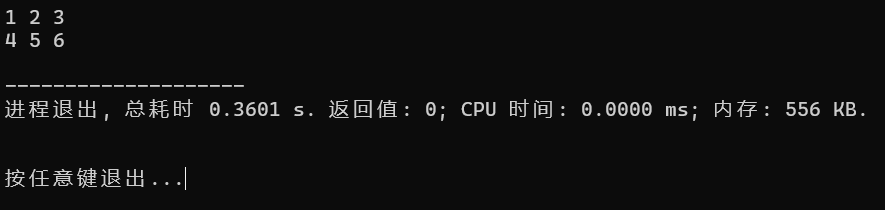 1 2 3
4 5 6
--------------------
进程退出, 总耗时 0.3601 s. 返回值: 0; CPU 时间: 0.0000 ms; 内存: 556 KB.
按任意键退出...